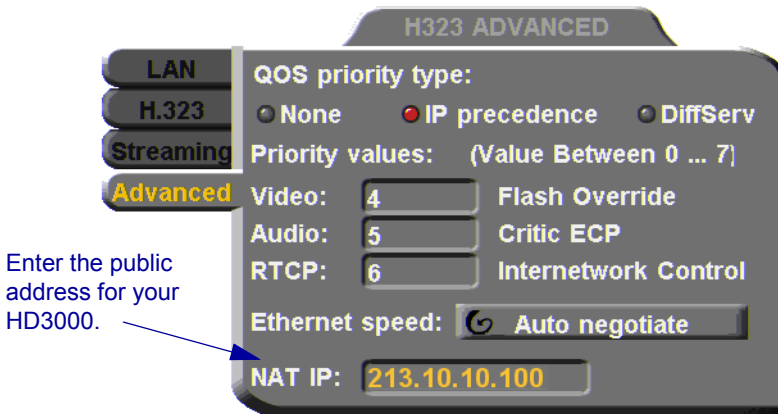 H323 ADVANCED
LAN
H.323
Streaming
Advanced
QOS priority type:
None IP precedence DiffServ
Priority values: (Value Between 0 ... 7)
Video: 4 Flash Override
Audio: 5 Critic ECP
RTCP: 6 Internetwork Control
Ethernet speed: Auto negotiate
NAT IP: 213.10.10.100
Enter the public
address for your
HD3000.